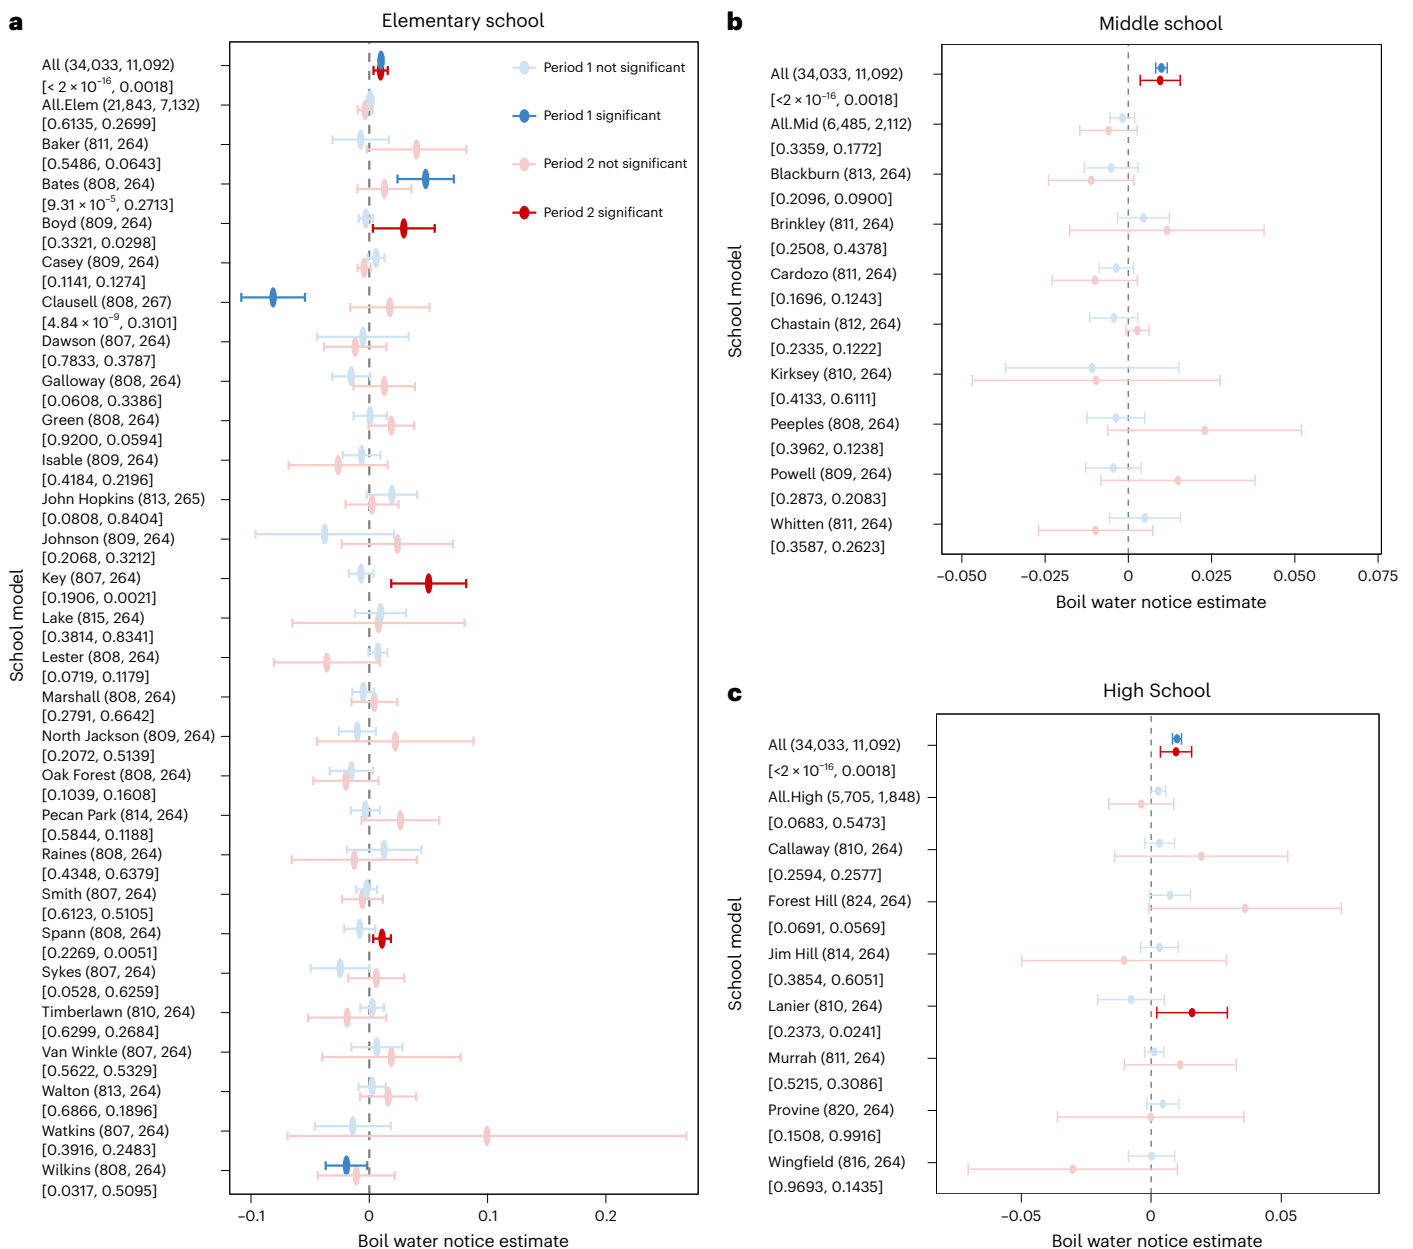 a
Elementary school
School model
All (34,033, 11,092)
[< 2 × 10⁻¹⁶, 0.0018]
All.Elem (21,843, 7,132)
[0.6135, 0.2699]
Baker (811, 264)
[0.5486, 0.0643]
Bates (808, 264)
[9.31 × 10⁻⁵, 0.2713]
Boyd (809, 264)
[0.3321, 0.0298]
Casey (809, 264)
[0.1141, 0.1274]
Clausell (808, 267)
[4.84 × 10⁻⁹, 0.3101]
Dawson (807, 264)
[0.7833, 0.3787]
Galloway (808, 264)
[0.0608, 0.3386]
Green (808, 264)
[0.9200, 0.0594]
Isable (809, 264)
[0.4184, 0.2196]
John Hopkins (813, 265)
[0.0808, 0.8404]
Johnson (809, 264)
[0.2068, 0.3212]
Key (807, 264)
[0.1906, 0.0021]
Lake (815, 264)
[0.3814, 0.8341]
Lester (808, 264)
[0.0719, 0.1179]
Marshall (808, 264)
[0.2791, 0.6642]
North Jackson (809, 264)
[0.2072, 0.5139]
Oak Forest (808, 264)
[0.1039, 0.1608]
Pecan Park (814, 264)
[0.5844, 0.1188]
Raines (808, 264)
[0.4348, 0.6379]
Smith (807, 264)
[0.6123, 0.5105]
Spann (808, 264)
[0.2269, 0.0051]
Sykes (807, 264)
[0.0528, 0.6259]
Timberlawn (810, 264)
[0.6299, 0.2684]
Van Winkle (807, 264)
[0.5622, 0.5329]
Walton (813, 264)
[0.6866, 0.1896]
Watkins (807, 264)
[0.3916, 0.2483]
Wilkins (808, 264)
[0.0317, 0.5095]
Period 1 not significant
Period 1 significant
Period 2 not significant
Period 2 significant
−0.1 0 0.1 0.2
Boil water notice estimate
b
Middle school
School model
All (34,033, 11,092)
[<2 × 10⁻¹⁶, 0.0018]
All.Mid (6,485, 2,112)
[0.3359, 0.1772]
Blackburn (813, 264)
[0.2096, 0.0900]
Brinkley (811, 264)
[0.2508, 0.4378]
Cardozo (811, 264)
[0.1696, 0.1243]
Chastain (812, 264)
[0.2335, 0.1222]
Kirksey (810, 264)
[0.4133, 0.6111]
Peeples (808, 264)
[0.3962, 0.1238]
Powell (809, 264)
[0.2873, 0.2083]
Whitten (811, 264)
[0.3587, 0.2623]
−0.050 −0.025 0 0.025 0.050 0.075
Boil water notice estimate
c
High School
School model
All (34,033, 11,092)
[<2 × 10⁻¹⁶, 0.0018]
All.High (5,705, 1,848)
[0.0683, 0.5473]
Callaway (810, 264)
[0.2594, 0.2577]
Forest Hill (824, 264)
[0.0691, 0.0569]
Jim Hill (814, 264)
[0.3854, 0.6051]
Lanier (810, 264)
[0.2373, 0.0241]
Murrah (811, 264)
[0.5215, 0.3086]
Provine (820, 264)
[0.1508, 0.9916]
Wingfield (816, 264)
[0.9693, 0.1435]
−0.05 0 0.05
Boil water notice estimate